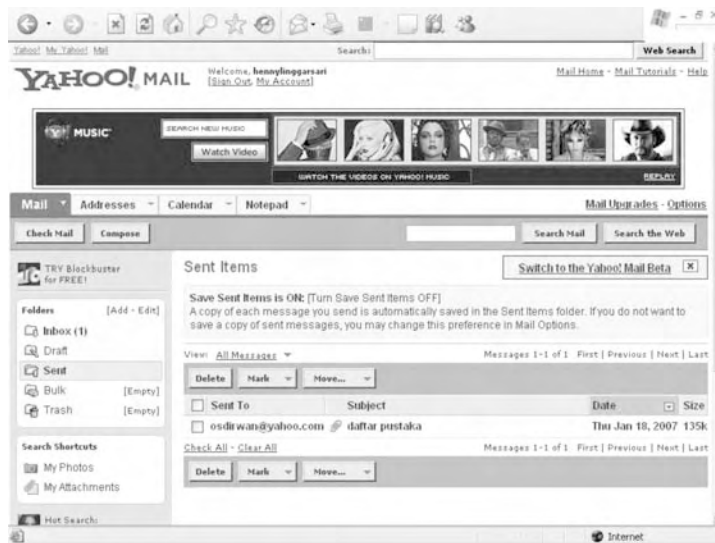 Yahoo! My Yahoo! Mail Search: Web Search
YAHOO! MAIL Welcome, hennylinggarsari [Sign Out, My Account] Mail Home - Mail Tutorials - Help
Y! MUSIC SEARCH NEW MUSIC
Watch Video
WATCH THE VIDEOS ON YAHOO! MUSIC REPLAY
Mail Addresses Calendar Notepad Mail Upgrades - Options
Check Mail Compose Search Mail Search the Web
TRY Blockbuster for FREE!
Sent Items Switch to the Yahoo! Mail Beta X
Save Sent Items is ON: [Turn Save Sent Items OFF]
A copy of each message you send is automatically saved in the Sent Items folder. If you do not want to
save a copy of sent messages, you may change this preference in Mail Options.
Folders [Add - Edit]
Inbox (1)
Draft
Sent
Bulk [Empty]
Trash [Empty]
View: All Messages Messages 1-1 of 1 First | Previous | Next | Last
Delete Mark Move...
Sent To Subject Date Size
osdirwan@yahoo.com daftar pustaka Thu Jan 18, 2007 135k
Check All - Clear All Messages 1-1 of 1 First | Previous | Next | Last
Delete Mark Move...
Search Shortcuts
My Photos
My Attachments
Hot Search:
Internet